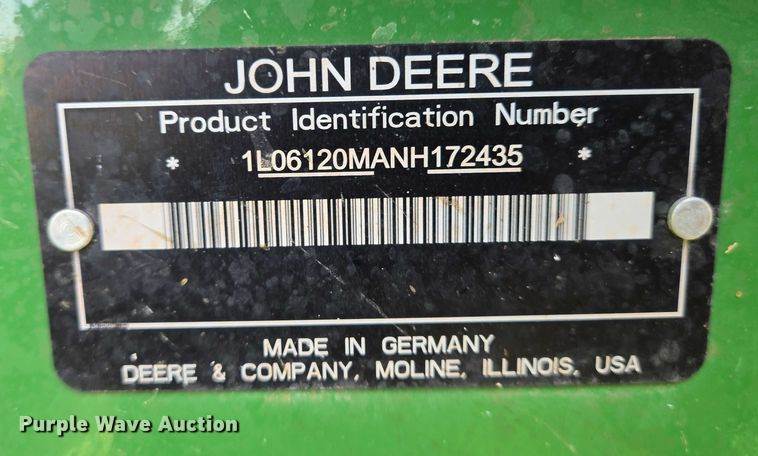 JOHN DEERE
Product Identification Number
* 1L06120MANH172435 *
MADE IN GERMANY
DEERE & COMPANY, MOLINE, ILLINOIS, USA
Purple Wave Auction